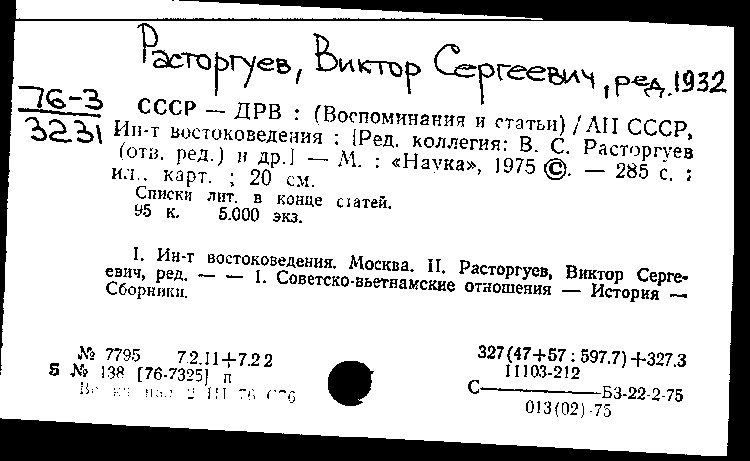 Расторгуев, Виктор Сергеевич, ред. 1932
76-3
3231
СССР — ДРВ : (Воспоминания и статьи) / АН СССР,
Ин-т востоковедения ; [Ред. коллегия: В. С. Расторгуев
(отв. ред.) и др.] — М. : «Наука», 1975 ©. — 285 с. ;
ил., карт. ; 20 см.
Списки лит. в конце статей.
95 к. 5.000 экз.
I. Ин-т востоковедения. Москва. II. Расторгуев, Виктор Серге-
евич, ред. — — 1. Советско-вьетнамские отношения — История —
Сборники.
№ 7795 7.2.11+7.2.2
Б № 138 [76-7325] п
327(47+57 : 597.7)+327.3
11103-212
С———БЗ-22-2-75
013(02)-75